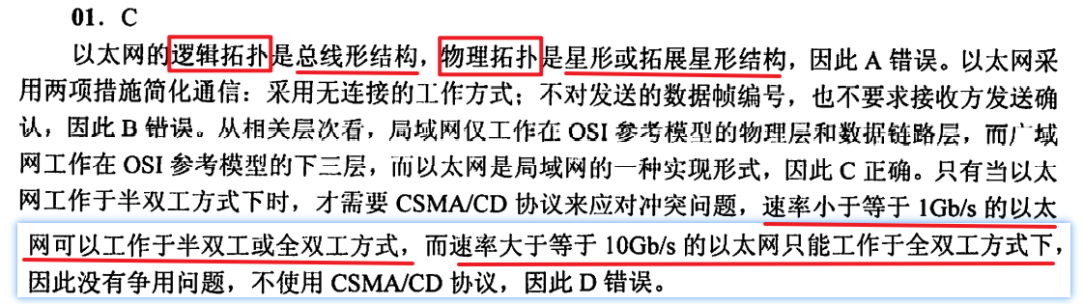 01. C
以太网的逻辑拓扑是总线形结构，物理拓扑是星形或拓展星形结构，因此 A 错误。以太网采
用两项措施简化通信：采用无连接的工作方式；不对发送的数据帧编号，也不要求接收方发送确
认，因此 B 错误。从相关层次看，局域网仅工作在 OSI 参考模型的物理层和数据链路层，而广域
网工作在 OSI 参考模型的下三层，而以太网是局域网的一种实现形式，因此 C 正确。只有当以太
网工作于半双工方式下时，才需要 CSMA/CD 协议来应对冲突问题，速率小于等于 1Gb/s 的以太
网可以工作于半双工或全双工方式，而速率大于等于 10Gb/s 的以太网只能工作于全双工方式下，
因此没有争用问题，不使用 CSMA/CD 协议，因此 D 错误。